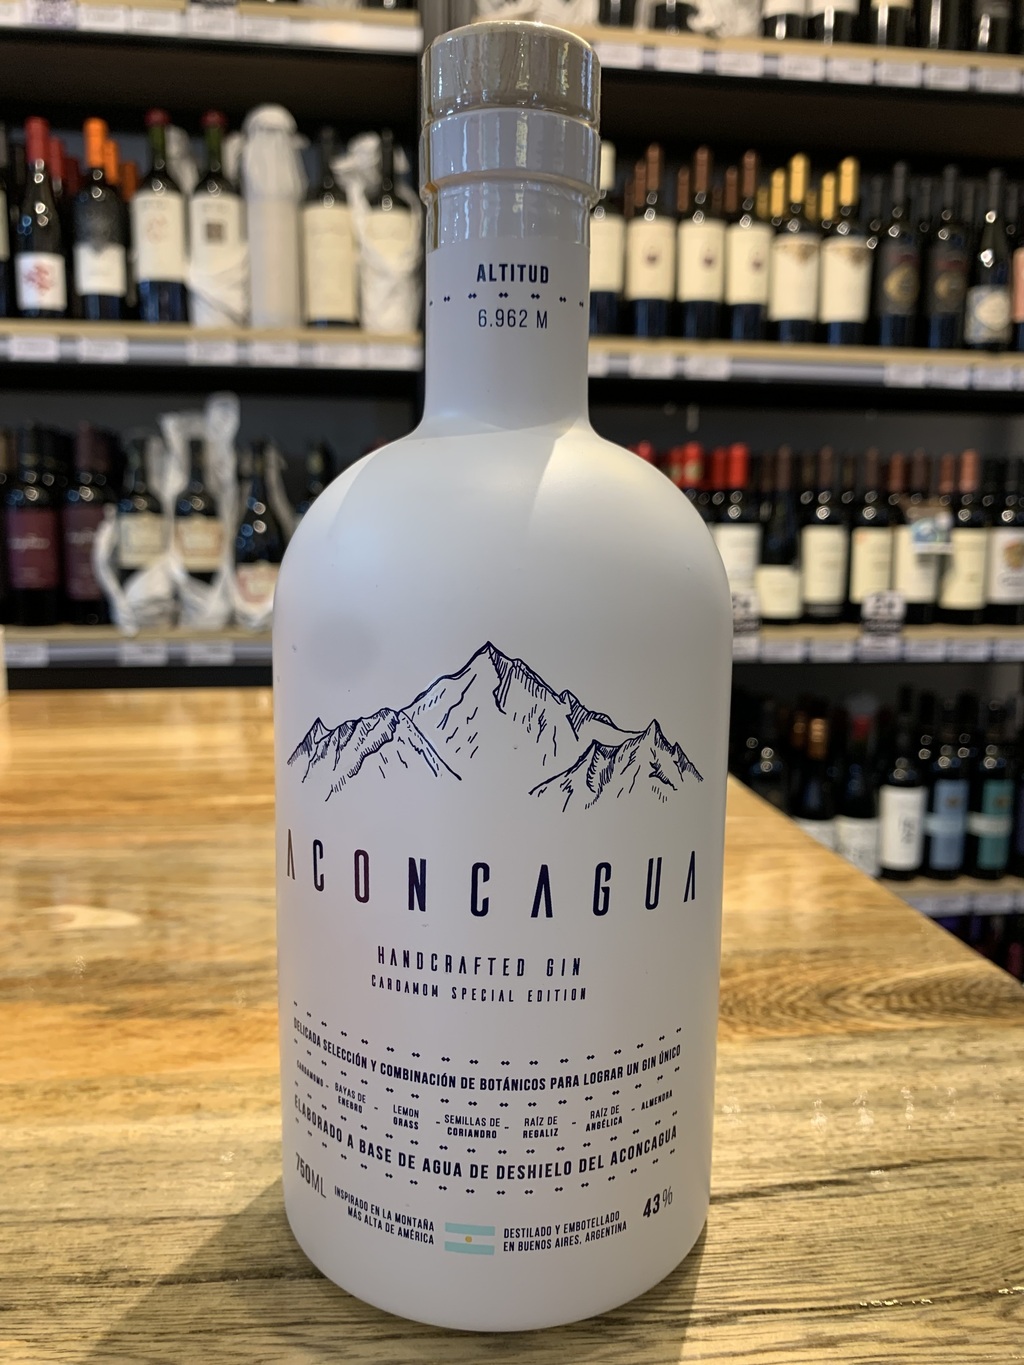 ALTITUD
6.962 M
ACONCAGUA
HANDCRAFTED GIN
CARDAMOM SPECIAL EDITION
DELICADA SELECCIÓN Y COMBINACIÓN DE BOTÁNICOS PARA LOGRAR UN GIN ÚNICO
CARDAMOMO - BAYAS DE ENEBRO - LEMON GRASS - SEMILLAS DE CORIANDRO - RAÍZ DE REGALIZ - RAÍZ DE ANGÉLICA - ALMENDRA
ELABORADO A BASE DE AGUA DE DESHIELO DEL ACONCAGUA
750ML
INSPIRADO EN LA MONTAÑA
MÁS ALTA DE AMÉRICA
DESTILADO Y EMBOTELLADO
EN BUENOS AIRES, ARGENTINA
43%